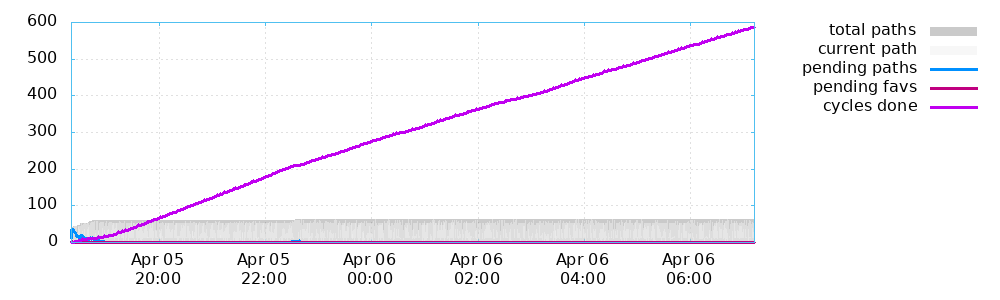 600
500
400
300
200
100
0
Apr 05 Apr 05 Apr 06 Apr 06 Apr 06 Apr 06
20:00 22:00 00:00 02:00 04:00 06:00
total paths
current path
pending paths
pending favs
cycles done